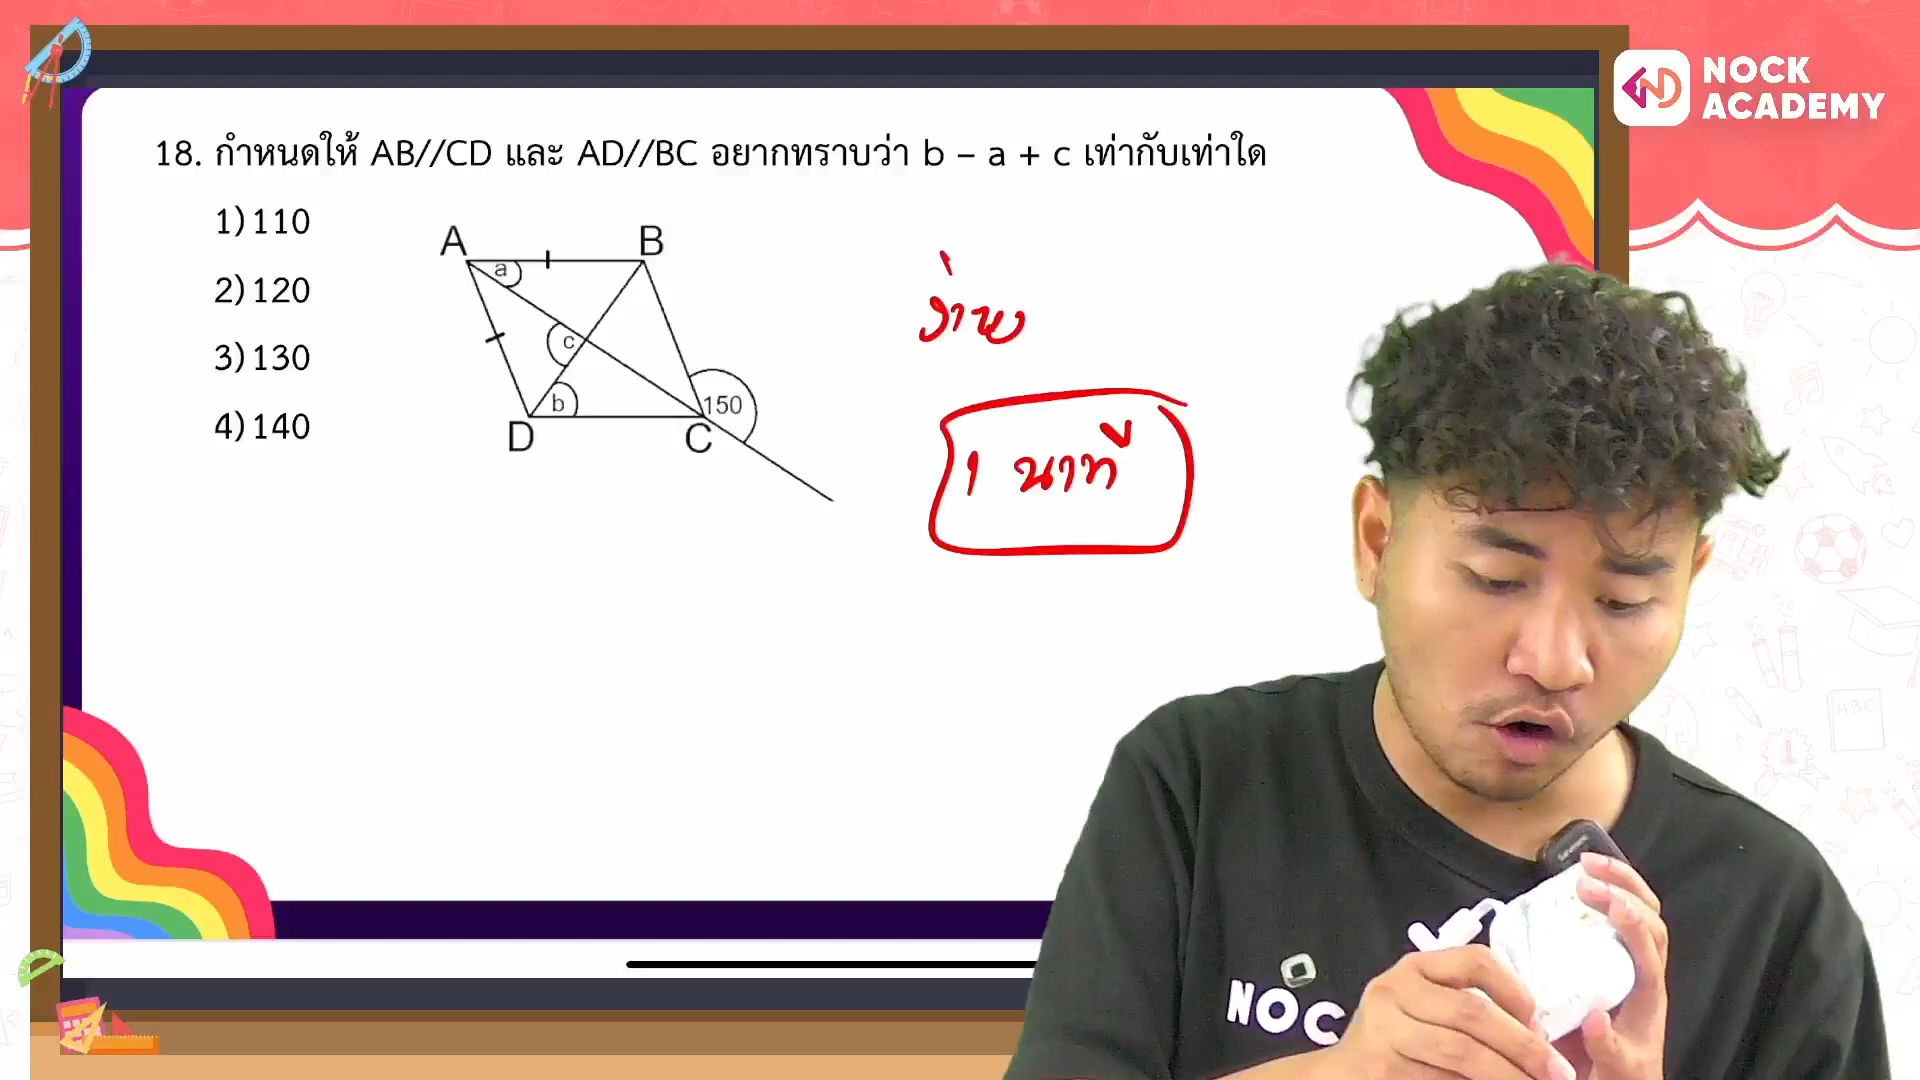 NOCK
ACADEMY
18. กำหนดให้ AB//CD และ AD//BC อยากทราบว่า b – a + c เท่ากับเท่าใด
1) 110
2) 120
3) 130
4) 140
A
B
a
c
b
150
D
C
ง่าย
1 นาที
NOC
ABC